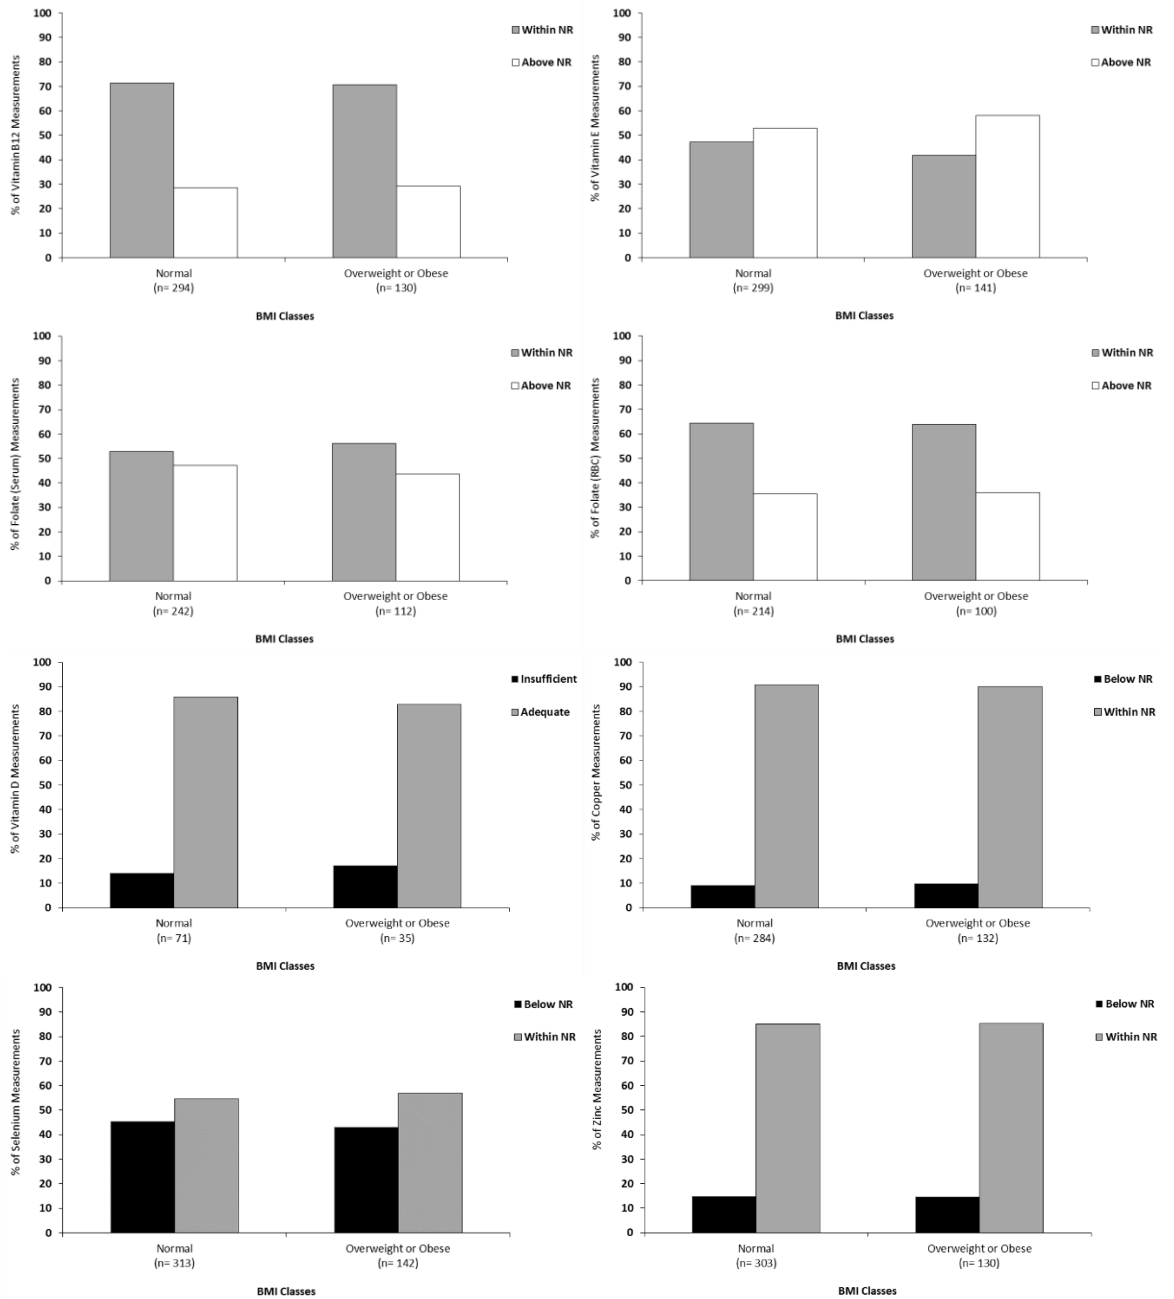 % of Vitamin B12 Measurements
100
90
80
70
60
50
40
30
20
10
0
Within NR
Above NR
Normal
(n= 294)
Overweight or Obese
(n= 130)
BMI Classes
% of Vitamin E Measurements
100
90
80
70
60
50
40
30
20
10
0
Within NR
Above NR
Normal
(n= 299)
Overweight or Obese
(n= 141)
BMI Classes
% of Folate (Serum) Measurements
100
90
80
70
60
50
40
30
20
10
0
Within NR
Above NR
Normal
(n= 242)
Overweight or Obese
(n= 112)
BMI Classes
% of Folate (RBC) Measurements
100
90
80
70
60
50
40
30
20
10
0
Within NR
Above NR
Normal
(n= 214)
Overweight or Obese
(n= 100)
BMI Classes
% of Vitamin D Measurements
100
90
80
70
60
50
40
30
20
10
0
Insufficient
Adequate
Normal
(n= 71)
Overweight or Obese
(n= 35)
BMI Classes
% of Copper Measurements
100
90
80
70
60
50
40
30
20
10
0
Below NR
Within NR
Normal
(n= 284)
Overweight or Obese
(n= 132)
BMI Classes
% of Selenium Measurements
100
90
80
70
60
50
40
30
20
10
0
Below NR
Within NR
Normal
(n= 313)
Overweight or Obese
(n= 142)
BMI Classes
% of Zinc Measurements
100
90
80
70
60
50
40
30
20
10
0
Below NR
Within NR
Normal
(n= 303)
Overweight or Obese
(n= 130)
BMI Classes